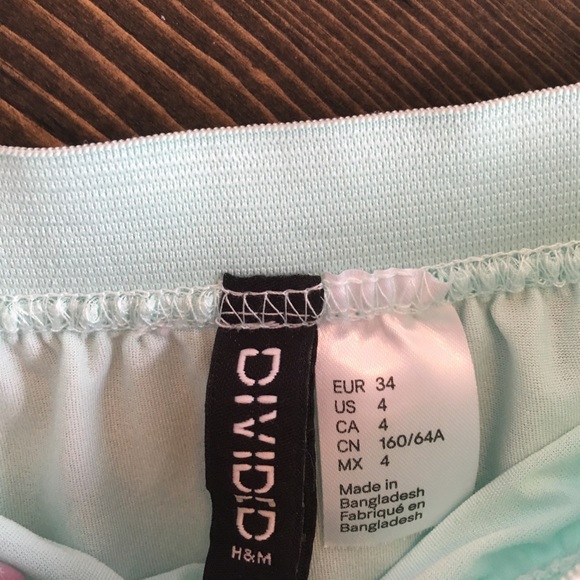 DIVIDED
H&M
EUR 34
US 4
CA 4
CN 160/64A
MX 4
Made in
Bangladesh
Fabriqué en
Bangladesh